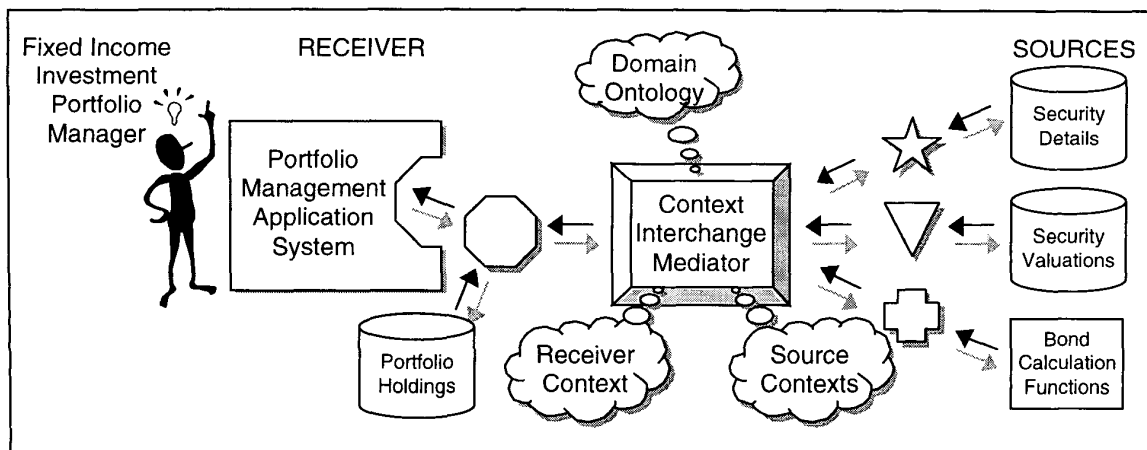 Fixed Income
Investment
Portfolio
Manager
RECEIVER
Portfolio
Management
Application
System
Portfolio
Holdings
Domain
Ontology
Context
Interchange
Mediator
Receiver
Context
Source
Contexts
SOURCES
Security
Details
Security
Valuations
Bond
Calculation
Functions